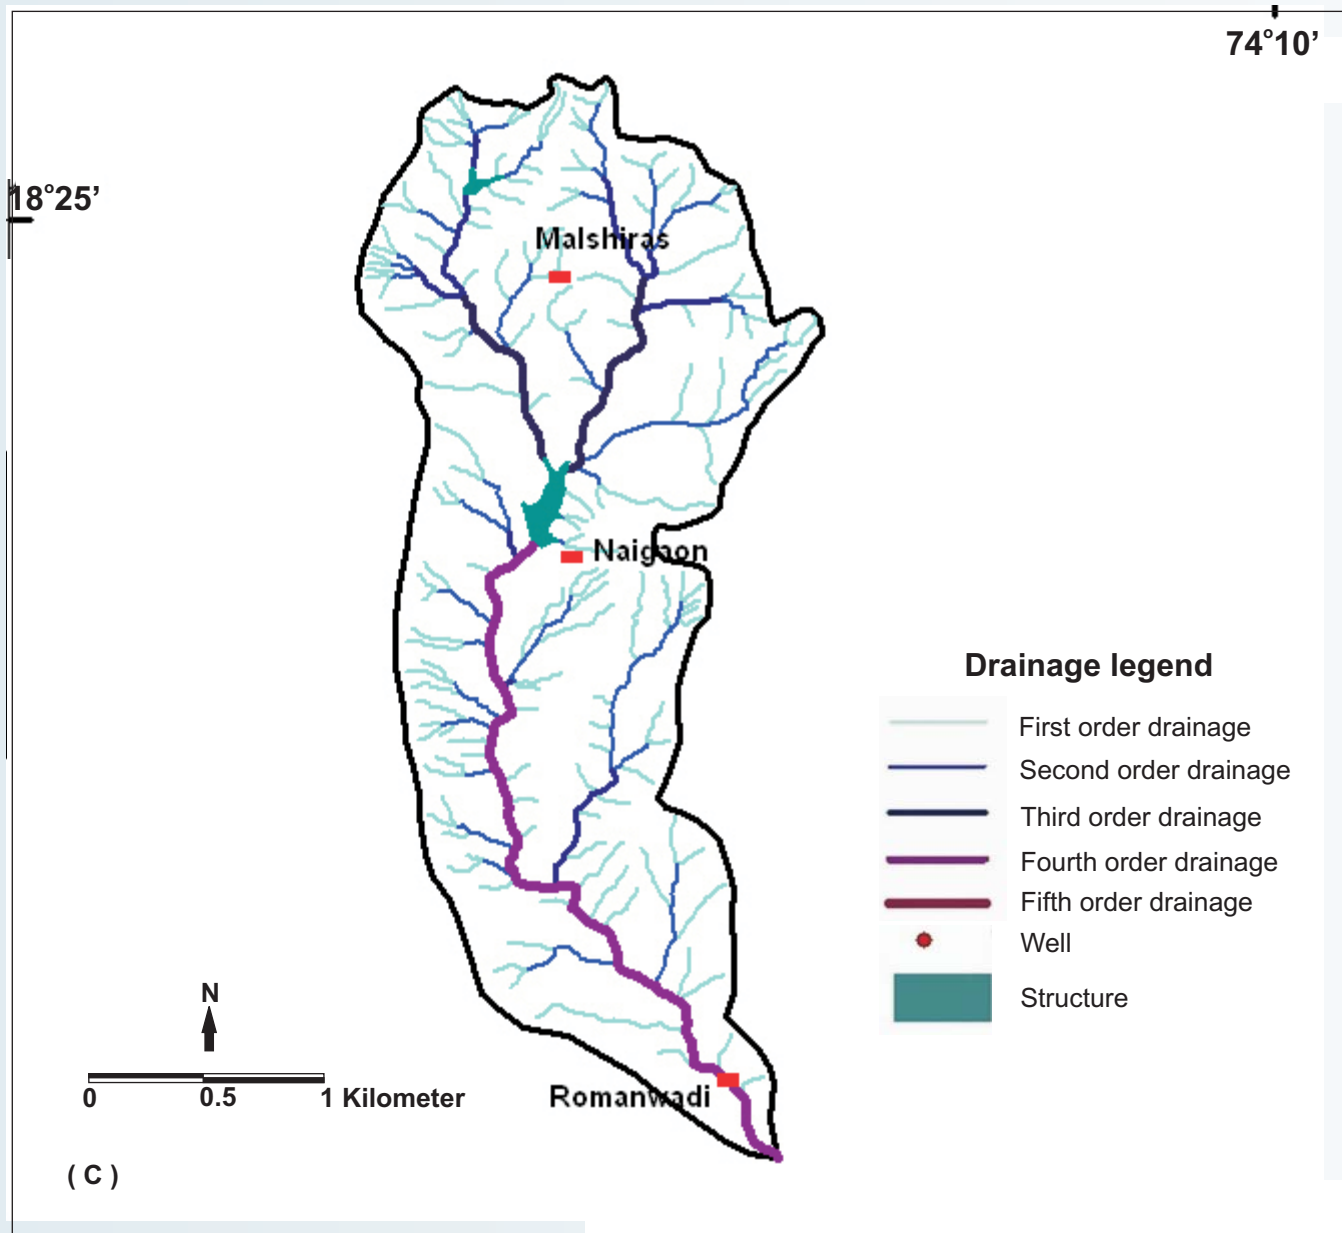 74°10’
18°25’
Malshiras
Naigaon
Drainage legend
First order drainage
Second order drainage
Third order drainage
Fourth order drainage
Fifth order drainage
Well
Structure
N
0 0.5 1 Kilometer
Romanwadi
( C )